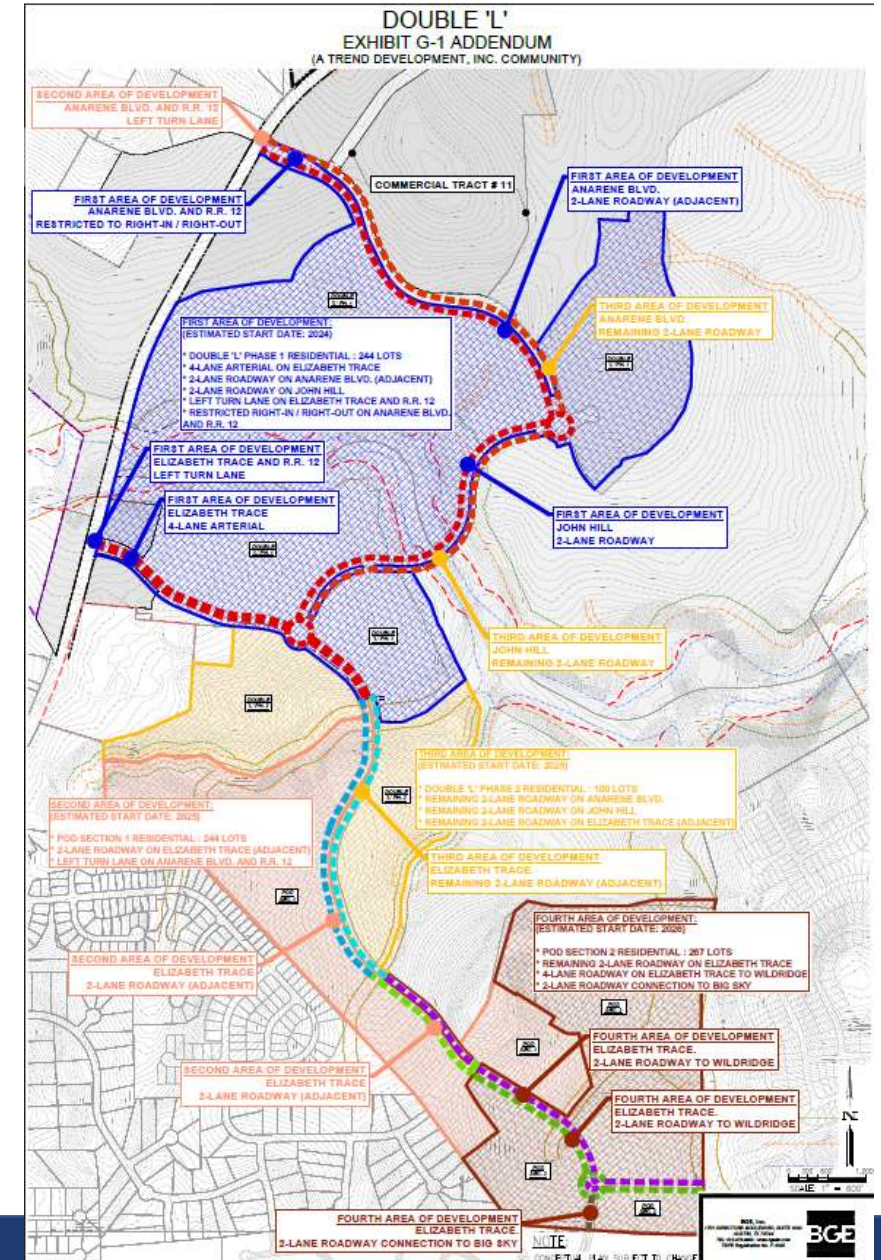 DOUBLE 'L'
EXHIBIT G-1 ADDENDUM
(A TREND DEVELOPMENT, INC. COMMUNITY)
SECOND AREA OF DEVELOPMENT
ANARENE BLVD. AND R.R. 12
LEFT TURN LANE
COMMERCIAL TRACT # 11
FIRST AREA OF DEVELOPMENT
ANARENE BLVD.
2-LANE ROADWAY (ADJACENT)
FIRST AREA OF DEVELOPMENT
ANARENE BLVD. AND R.R. 12
RESTRICTED TO RIGHT-IN / RIGHT-OUT
THIRD AREA OF DEVELOPMENT
ANARENE BLVD.
REMAINING 2-LANE ROADWAY
FIRST AREA OF DEVELOPMENT:
(ESTIMATED START DATE: 2024)
* DOUBLE 'L' PHASE 1 RESIDENTIAL : 244 LOTS
* 4-LANE ARTERIAL ON ELIZABETH TRACE
* 2-LANE ROADWAY ON ANARENE BLVD. (ADJACENT)
* 2-LANE ROADWAY ON JOHN HILL
* LEFT TURN LANE ON ELIZABETH TRACE AND R.R. 12
* RESTRICTED RIGHT-IN / RIGHT-OUT ON ANARENE BLVD.
AND R.R. 12
FIRST AREA OF DEVELOPMENT
ELIZABETH TRACE AND R.R. 12
LEFT TURN LANE
FIRST AREA OF DEVELOPMENT
ELIZABETH TRACE
4-LANE ARTERIAL
FIRST AREA OF DEVELOPMENT
JOHN HILL
2-LANE ROADWAY
THIRD AREA OF DEVELOPMENT
JOHN HILL
REMAINING 2-LANE ROADWAY
THIRD AREA OF DEVELOPMENT:
* DOUBLE 'L' PHASE 2 RESIDENTIAL : 100 LOTS
* REMAINING 2-LANE ROADWAY ON ANARENE BLVD.
* REMAINING 2-LANE ROADWAY ON JOHN HILL
* REMAINING 2-LANE ROADWAY ON ELIZABETH TRACE (ADJACENT)
SECOND AREA OF DEVELOPMENT:
(ESTIMATED START DATE: 2025)
* POD SECTION 1 RESIDENTIAL : 244 LOTS
* 2-LANE ROADWAY ON ELIZABETH TRACE (ADJACENT)
* LEFT TURN LANE ON ANARENE BLVD. AND R.R. 12
THIRD AREA OF DEVELOPMENT
ELIZABETH TRACE.
REMAINING 2-LANE ROADWAY (ADJACENT)
FOURTH AREA OF DEVELOPMENT:
(ESTIMATED START DATE: 2026)
* POD SECTION 2 RESIDENTIAL : 267 LOTS
* REMAINING 2-LANE ROADWAY ON ELIZABETH TRACE
* 4-LANE ROADWAY ON ELIZABETH TRACE TO WILDRIDGE
* 2-LANE ROADWAY CONNECTION TO BIG SKY
SECOND AREA OF DEVELOPMENT
ELIZABETH TRACE
2-LANE ROADWAY (ADJACENT)
FOURTH AREA OF DEVELOPMENT
ELIZABETH TRACE.
2-LANE ROADWAY TO WILDRIDGE
SECOND AREA OF DEVELOPMENT
ELIZABETH TRACE
2-LANE ROADWAY (ADJACENT)
FOURTH AREA OF DEVELOPMENT
ELIZABETH TRACE.
2-LANE ROADWAY TO WILDRIDGE
N
SCALE 1" = 600'
FOURTH AREA OF DEVELOPMENT
ELIZABETH TRACE.
2-LANE ROADWAY CONNECTION TO BIG SKY
NOTE
BGE, Inc.
BGE